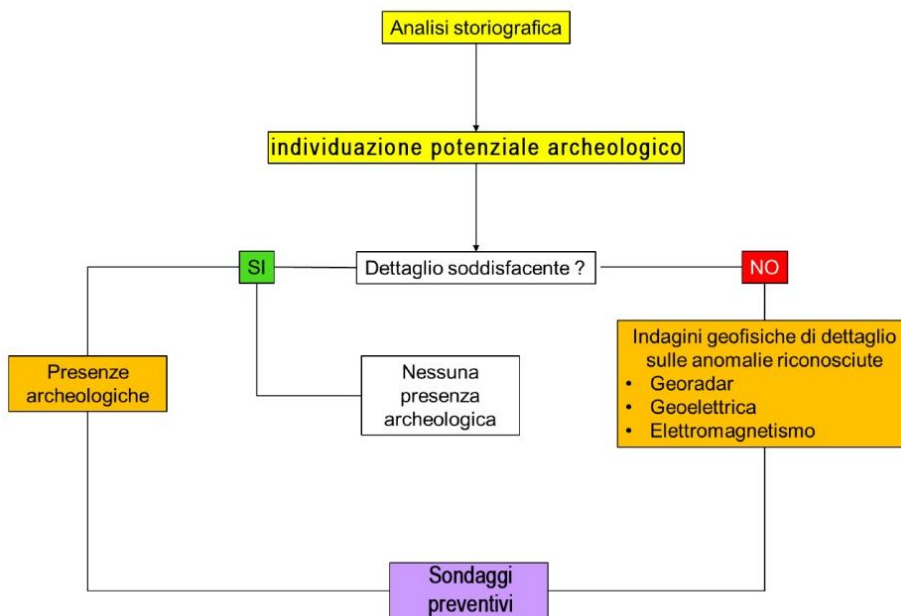 Analisi storiografica
individuazione potenziale archeologico
SI
Dettaglio soddisfacente ?
NO
Presenze
archeologiche
Nessuna
presenza
archeologica
Indagini geofisiche di dettaglio
sulle anomalie riconosciute
• Georadar
• Geoelettrica
• Elettromagnetismo
Sondaggi
preventivi